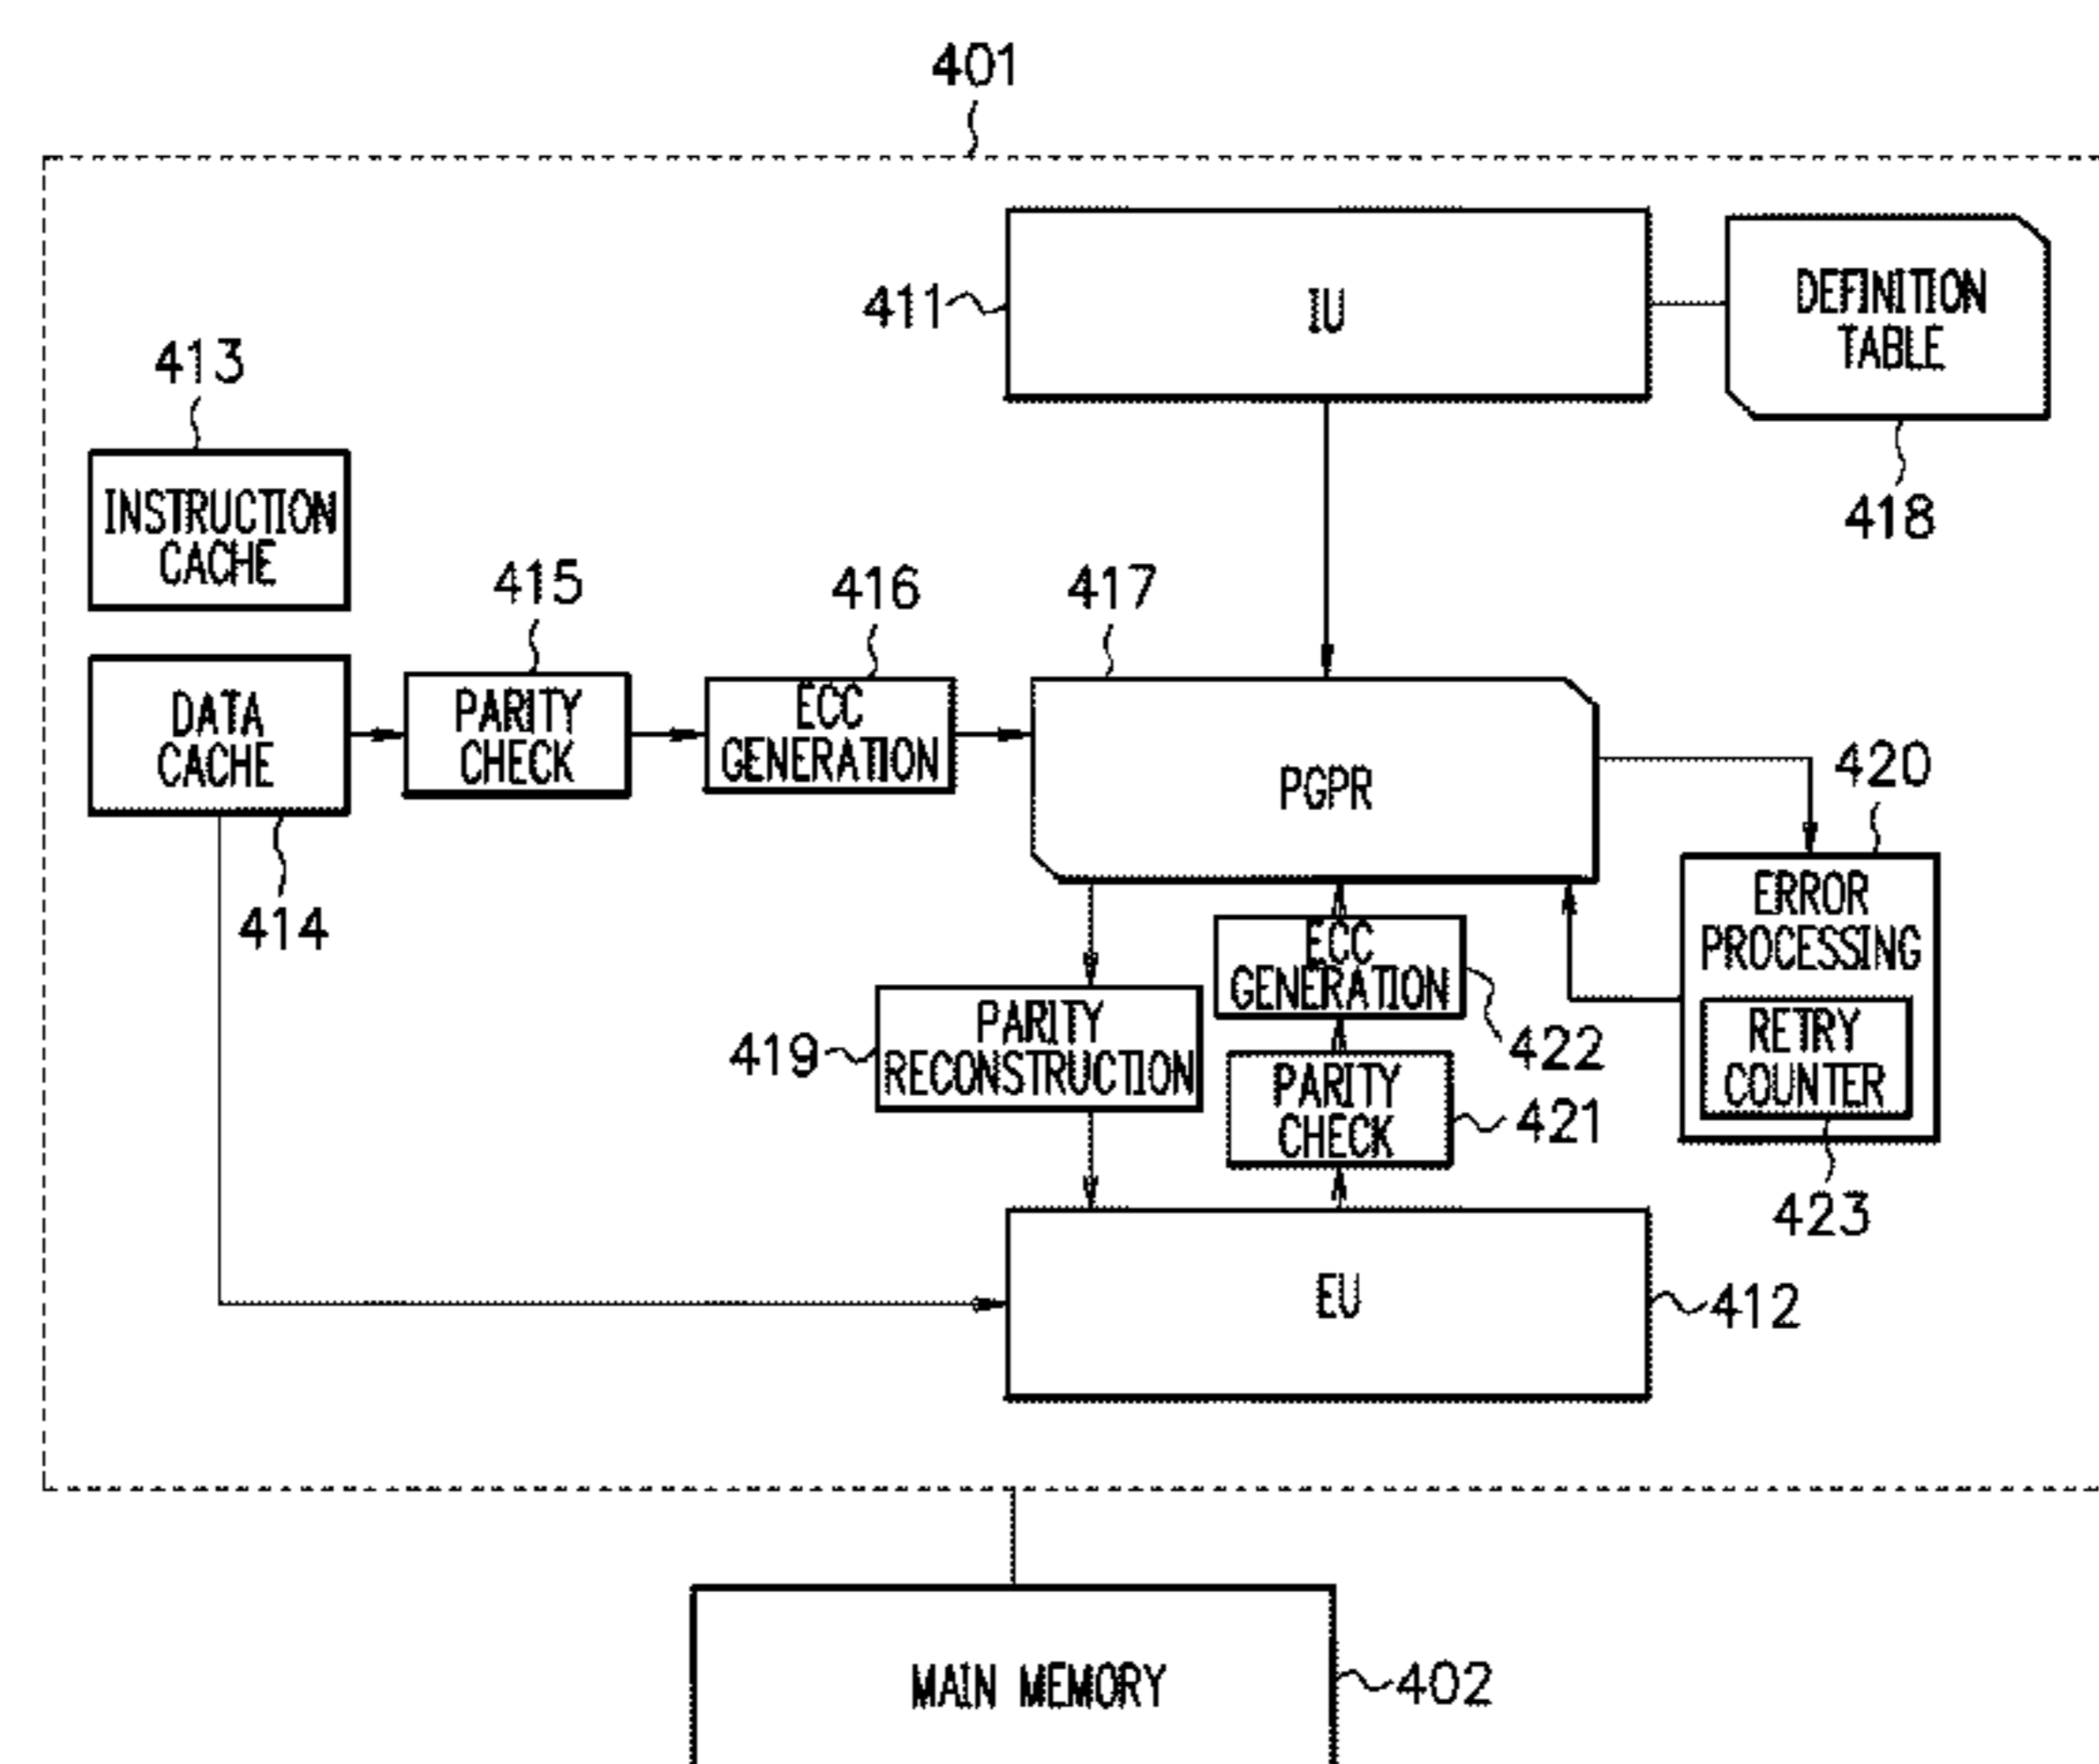 401
411
IU
DEFINITION
TABLE
418
413
INSTRUCTION
CACHE
415
416
417
DATA
CACHE
414
PARITY
CHECK
ECC
GENERATION
PGPR
420
ERROR
PROCESSING
RETRY
COUNTER
423
419
PARITY
RECONSTRUCTION
ECC
GENERATION
422
PARITY
CHECK
421
EU
412
MAIN MEMORY
402